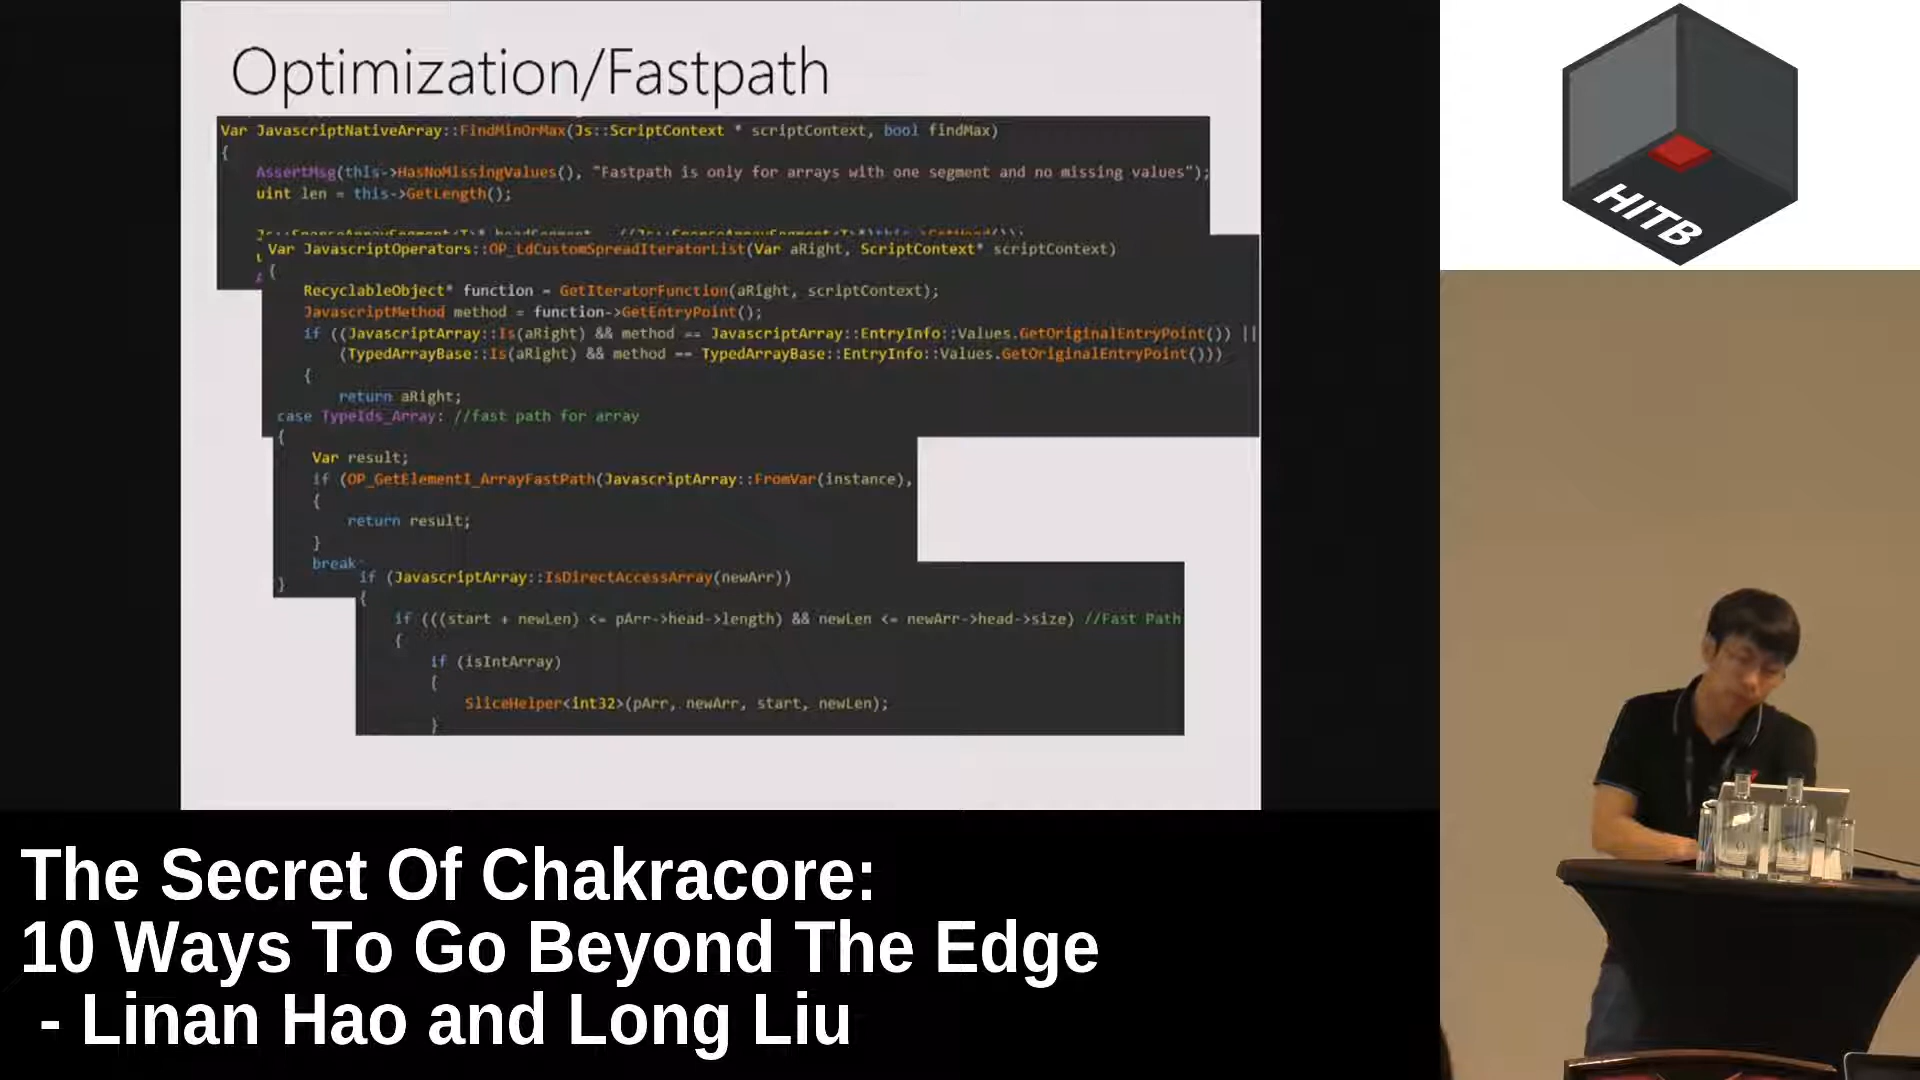 Optimization/Fastpath
Var JavascriptNativeArray::FindMinOrMax(Js::ScriptContext * scriptContext, bool findMax)
{
AssertMsg(this->HasNoMissingValues(), "Fastpath is only for arrays with one segment and no missing values");
uint len = this->GetLength();
Var JavascriptOperators::OP_LdCustomSpreadIteratorList(Var aRight, ScriptContext* scriptContext)
{
RecyclableObject* function = GetIteratorFunction(aRight, scriptContext);
JavascriptMethod method = function->GetEntryPoint();
if ((JavascriptArray::Is(aRight) && method == JavascriptArray::EntryInfo::Values.GetOriginalEntryPoint()) ||
(TypedArrayBase::Is(aRight) && method == TypedArrayBase::EntryInfo::Values.GetOriginalEntryPoint()))
{
return aRight;
case TypeIds_Array: //fast path for array
{
Var result;
if (OP_GetElementI_ArrayFastPath(JavascriptArray::FromVar(instance),
{
return result;
}
break
}
if (JavascriptArray::IsDirectAccessArray(newArr))
{
if (((start + newLen) <= pArr->head->length) && newLen <= newArr->head->size) //Fast Path
{
if (isIntArray)
{
SliceHelper<int32>(pArr, newArr, start, newLen);
}
HITB
The Secret Of Chakracore:
10 Ways To Go Beyond The Edge
- Linan Hao and Long Liu